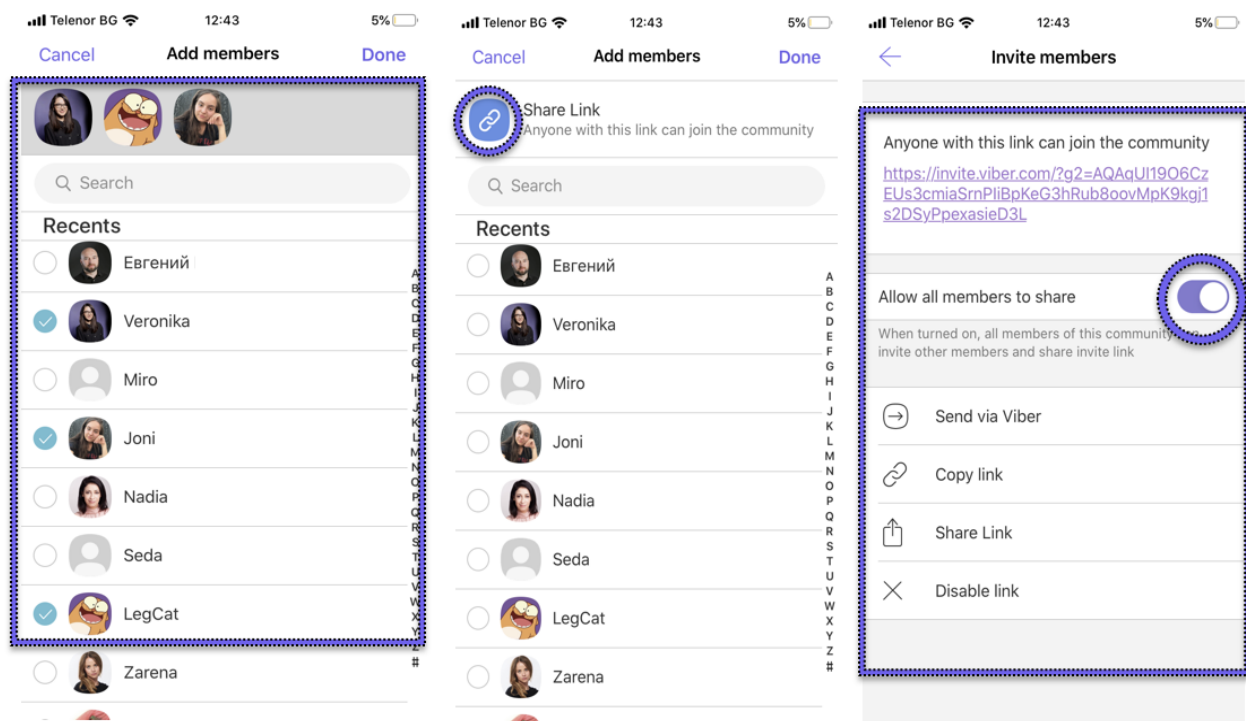 Telenor BG 12:43 5%
Cancel Add members Done
Search
Recents
Евгений
Veronika
Miro
Joni
Nadia
Seda
LegCat
Zarena
A
B
C
D
E
F
G
H
I
J
K
L
M
N
O
P
Q
R
S
T
U
V
W
X
Y
Z
#
Telenor BG 12:43 5%
Cancel Add members Done
Share Link
Anyone with this link can join the community
Search
Recents
Евгений
Veronika
Miro
Joni
Nadia
Seda
LegCat
Zarena
A
B
C
D
E
F
G
H
I
J
K
L
M
N
O
P
Q
R
S
T
U
V
W
X
Y
Z
#
Telenor BG 12:43 5%
Invite members
Anyone with this link can join the community
https://invite.viber.com/?g2=AQAqUI19O6Cz
EUs3cmiaSrnPIiBpKeG3hRub8oovMpK9kgj1
s2DSyPpexasieD3L
Allow all members to share
When turned on, all members of this community
invite other members and share invite link
Send via Viber
Copy link
Share Link
Disable link